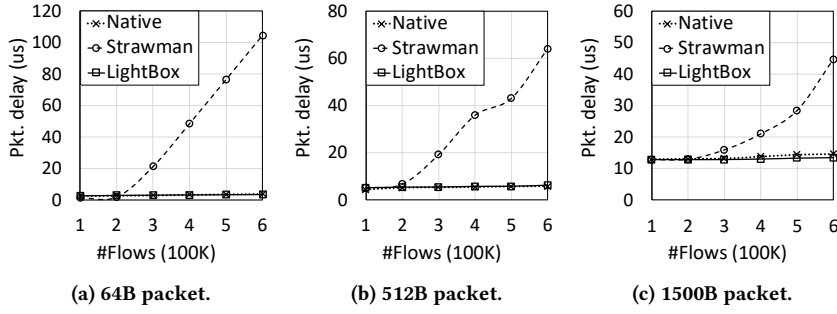 120
100
80
60
40
20
0
Pkt. delay (us)
Native
Strawman
LightBox
1 2 3 4 5 6
#Flows (100K)
(a) 64B packet.
80
60
40
20
0
Pkt. delay (us)
Native
Strawman
LightBox
1 2 3 4 5 6
#Flows (100K)
(b) 512B packet.
60
50
40
30
20
10
0
Pkt. delay (us)
Native
Strawman
LightBox
1 2 3 4 5 6
#Flows (100K)
(c) 1500B packet.